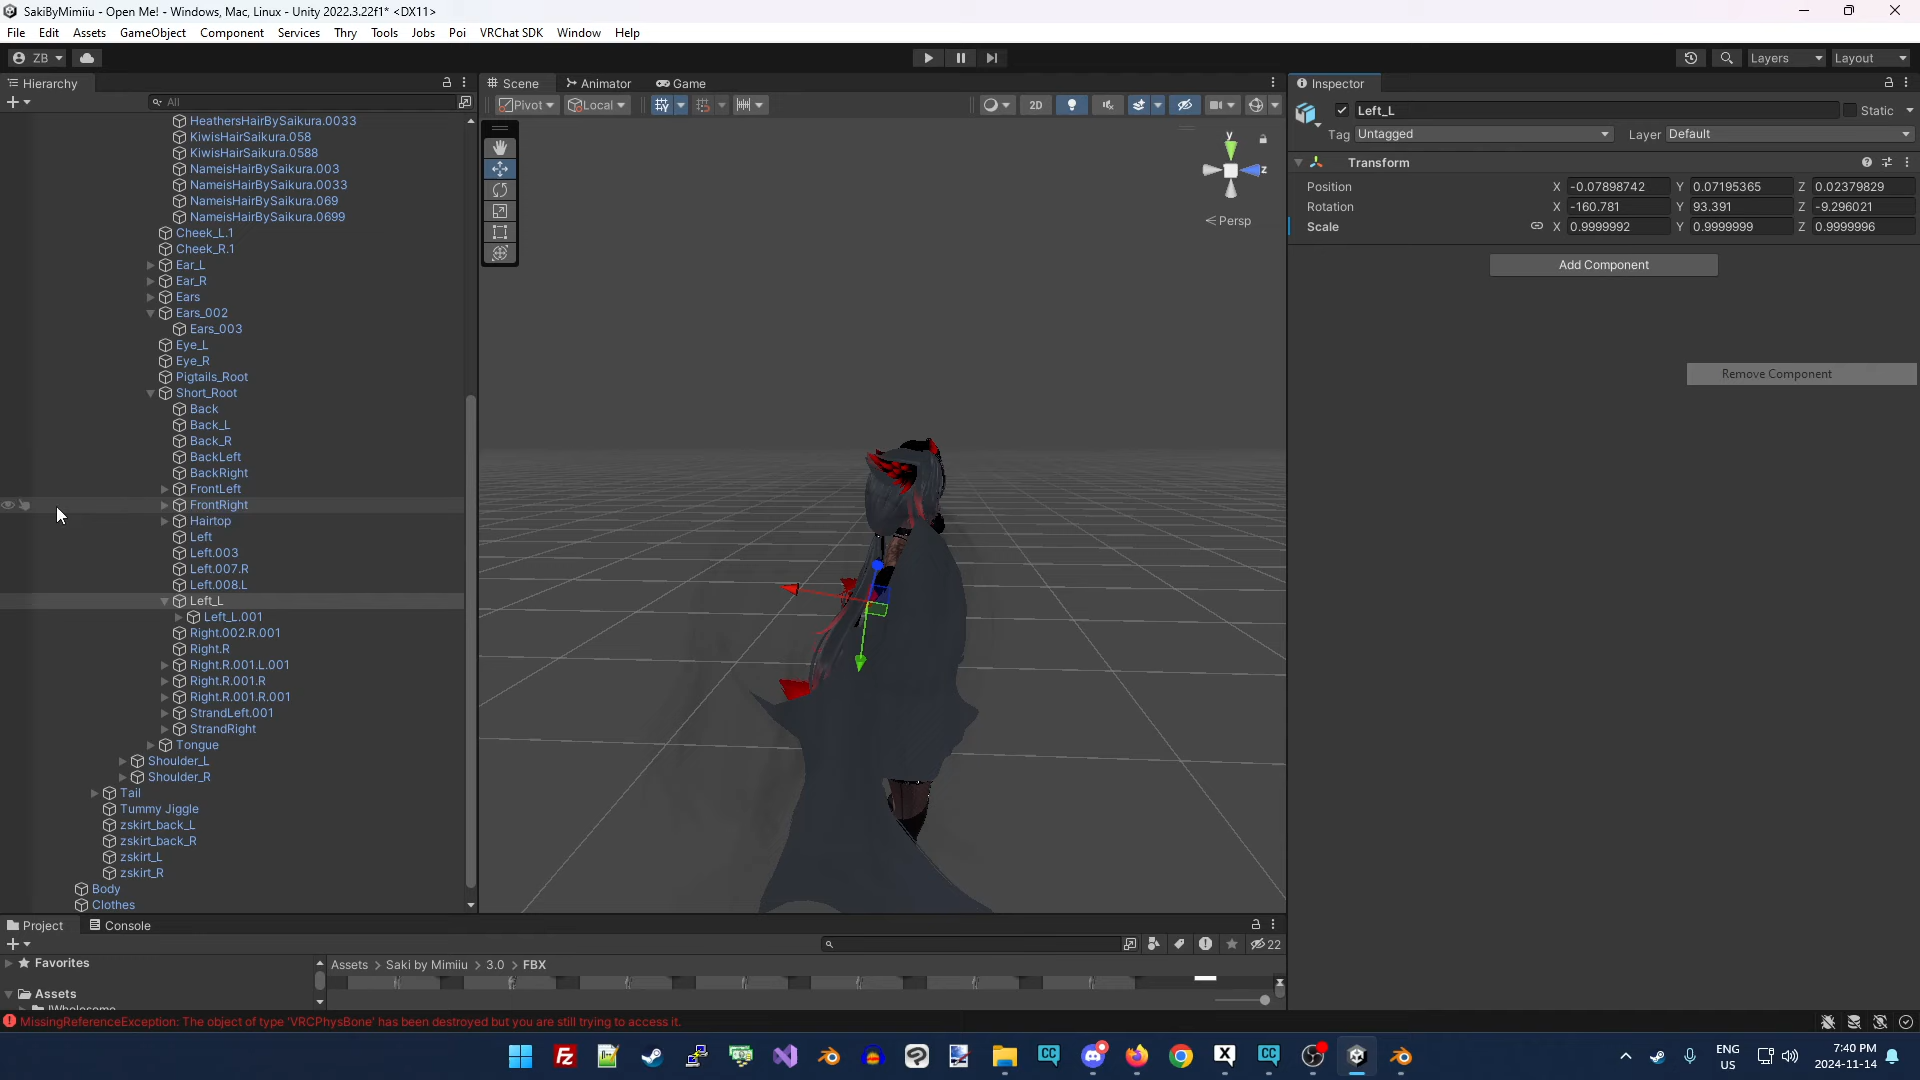 SakiByMimiiu - Open Me! - Windows, Mac, Linux - Unity 2022.3.22f1* <DX11>
File Edit Assets GameObject Component Services Thry Tools Jobs Poi VRChat SDK Window Help
ZB
Layers
Layout
Hierarchy
All
HeathersHairBySaikura.0033
KiwisHairSaikura.058
KiwisHairSaikura.0588
NameisHairBySaikura.003
NameisHairBySaikura.0033
NameisHairBySaikura.069
NameisHairBySaikura.0699
Cheek_L.1
Cheek_R.1
Ear_L
Ear_R
Ears
Ears_002
Ears_003
Eye_L
Eye_R
Pigtails_Root
Short_Root
Back
Back_L
Back_R
BackLeft
BackRight
FrontLeft
FrontRight
Hairtop
Left
Left.003
Left.007.R
Left.008.L
Left_L
Left_L.001
Right.002.R.001
Right.R
Right.R.001.L.001
Right.R.001.R
Right.R.001.R.001
StrandLeft.001
StrandRight
Tongue
Shoulder_L
Shoulder_R
Tail
Tummy Jiggle
zskirt_back_L
zskirt_back_R
zskirt_L
zskirt_R
Body
Clothes
Scene Animator Game
Pivot Local
2D
y
z
Persp
Inspector
Left_L
Static
Tag Untagged Layer Default
Transform
Position X -0.07898742 Y 0.07195365 Z 0.02379829
Rotation X -160.781 Y 93.391 Z -9.296021
Scale X 0.9999992 Y 0.9999999 Z 0.9999996
Add Component
Remove Component
Project Console
22
Favorites
Assets
Assets > Saki by Mimiiu > 3.0 > FBX
MissingReferenceException: The object of type 'VRCPhysBone' has been destroyed but you are still trying to access it.
ENG
US
7:40 PM
2024-11-14